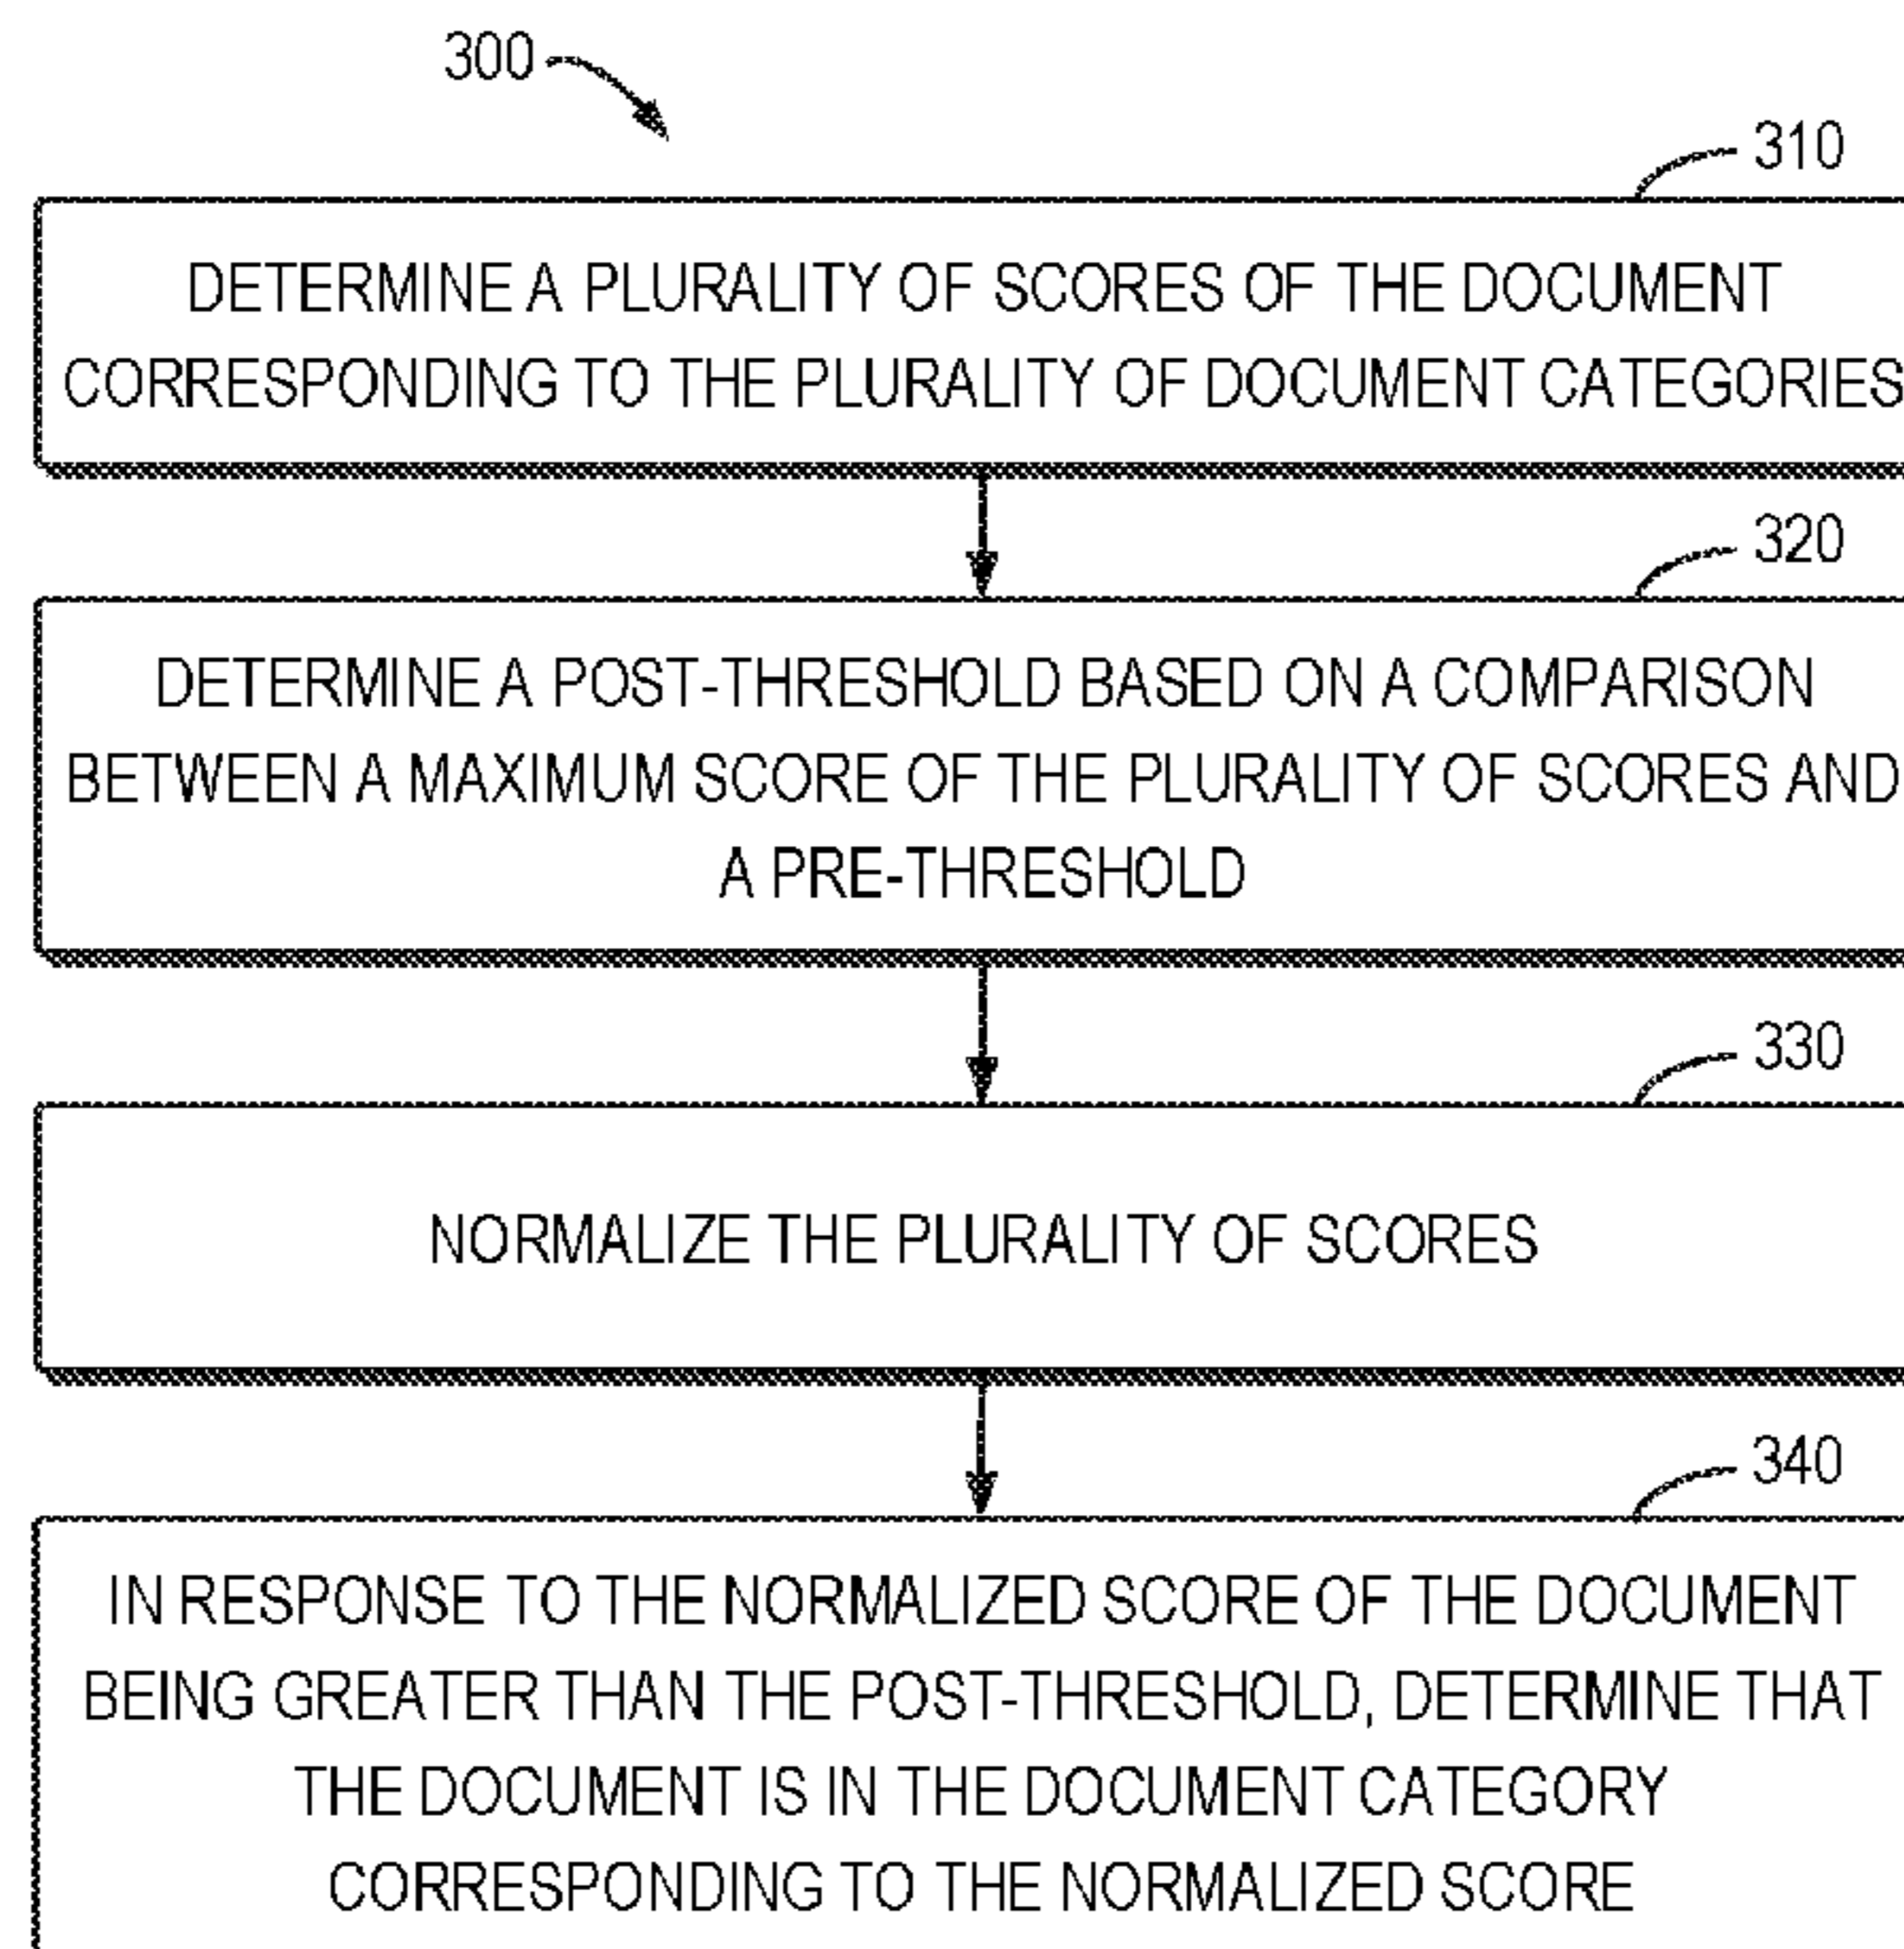 300
310
DETERMINE A PLURALITY OF SCORES OF THE DOCUMENT
CORRESPONDING TO THE PLURALITY OF DOCUMENT CATEGORIES
320
DETERMINE A POST-THRESHOLD BASED ON A COMPARISON
BETWEEN A MAXIMUM SCORE OF THE PLURALITY OF SCORES AND
A PRE-THRESHOLD
330
NORMALIZE THE PLURALITY OF SCORES
340
IN RESPONSE TO THE NORMALIZED SCORE OF THE DOCUMENT
BEING GREATER THAN THE POST-THRESHOLD, DETERMINE THAT
THE DOCUMENT IS IN THE DOCUMENT CATEGORY
CORRESPONDING TO THE NORMALIZED SCORE